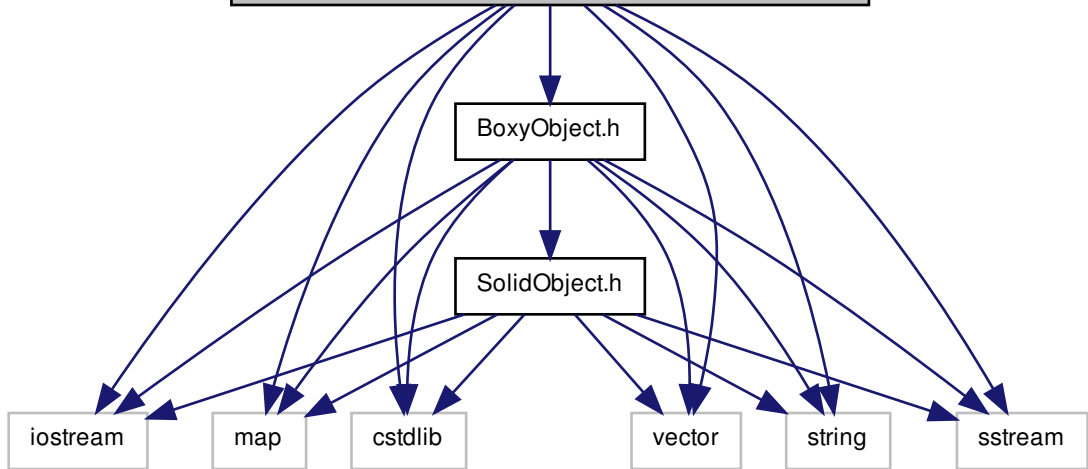 BoxyObject.h
SolidObject.h
iostream
map
cstdlib
vector
string
sstream